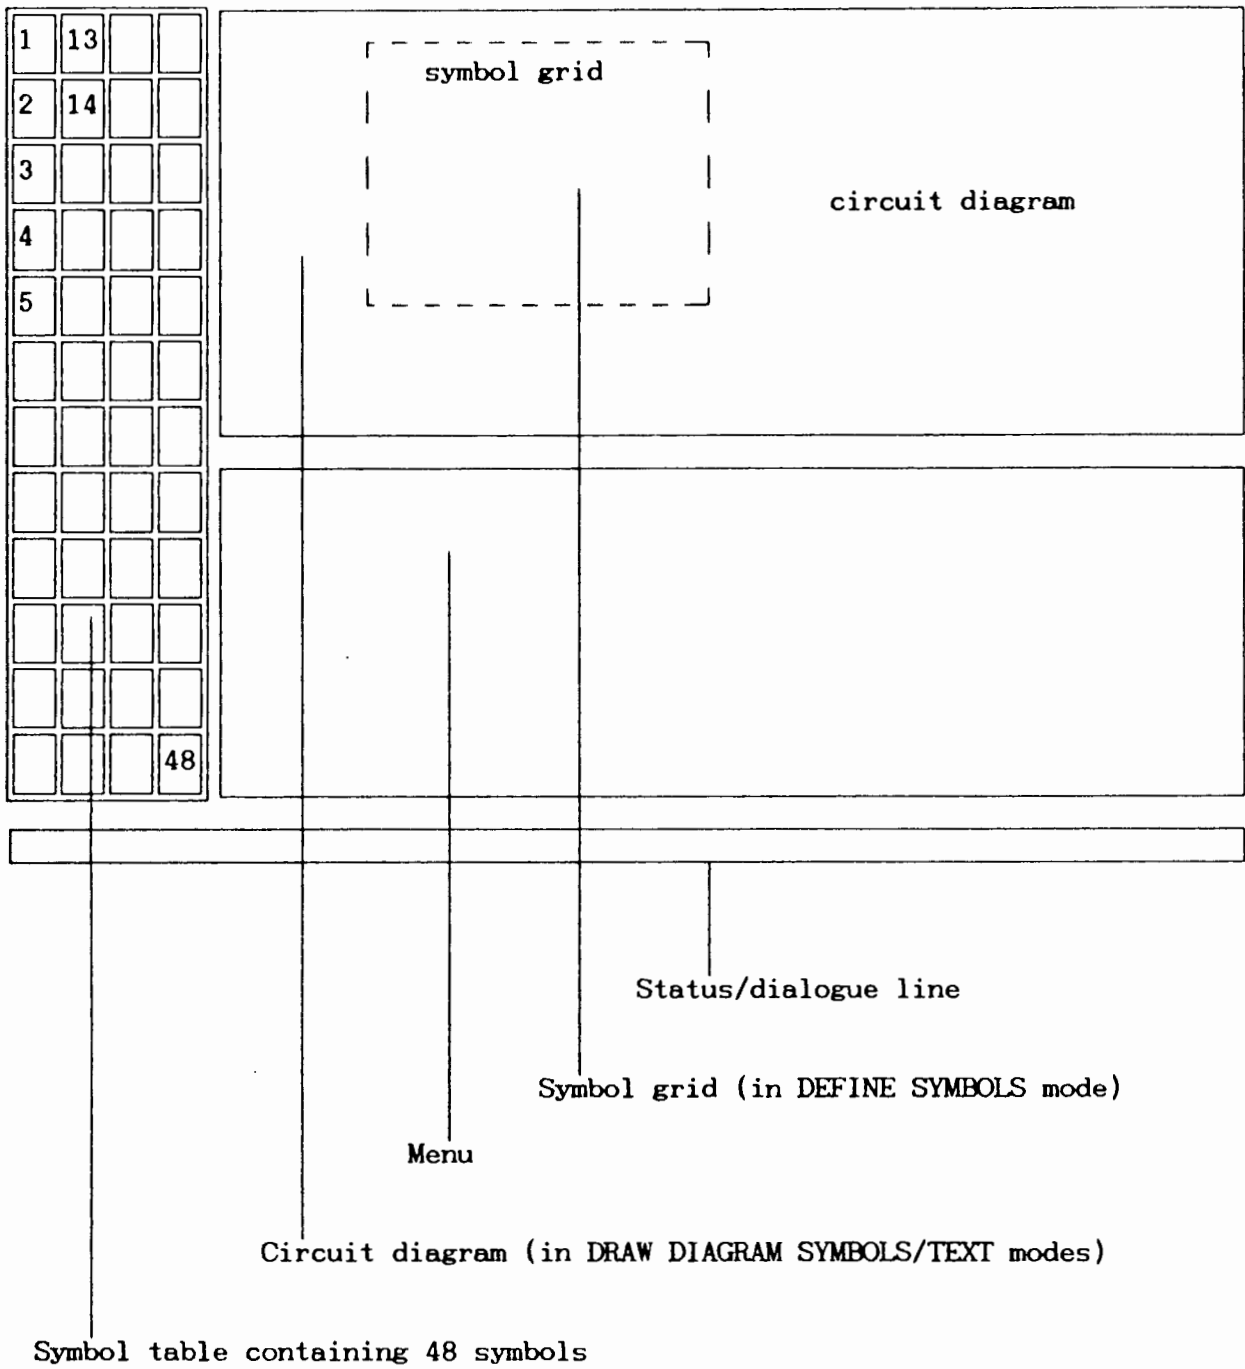 1 13
symbol grid
2 14
3
circuit diagram
4
5
48
Status/dialogue line
Symbol grid (in DEFINE SYMBOLS mode)
Menu
Circuit diagram (in DRAW DIAGRAM SYMBOLS/TEXT modes)
Symbol table containing 48 symbols